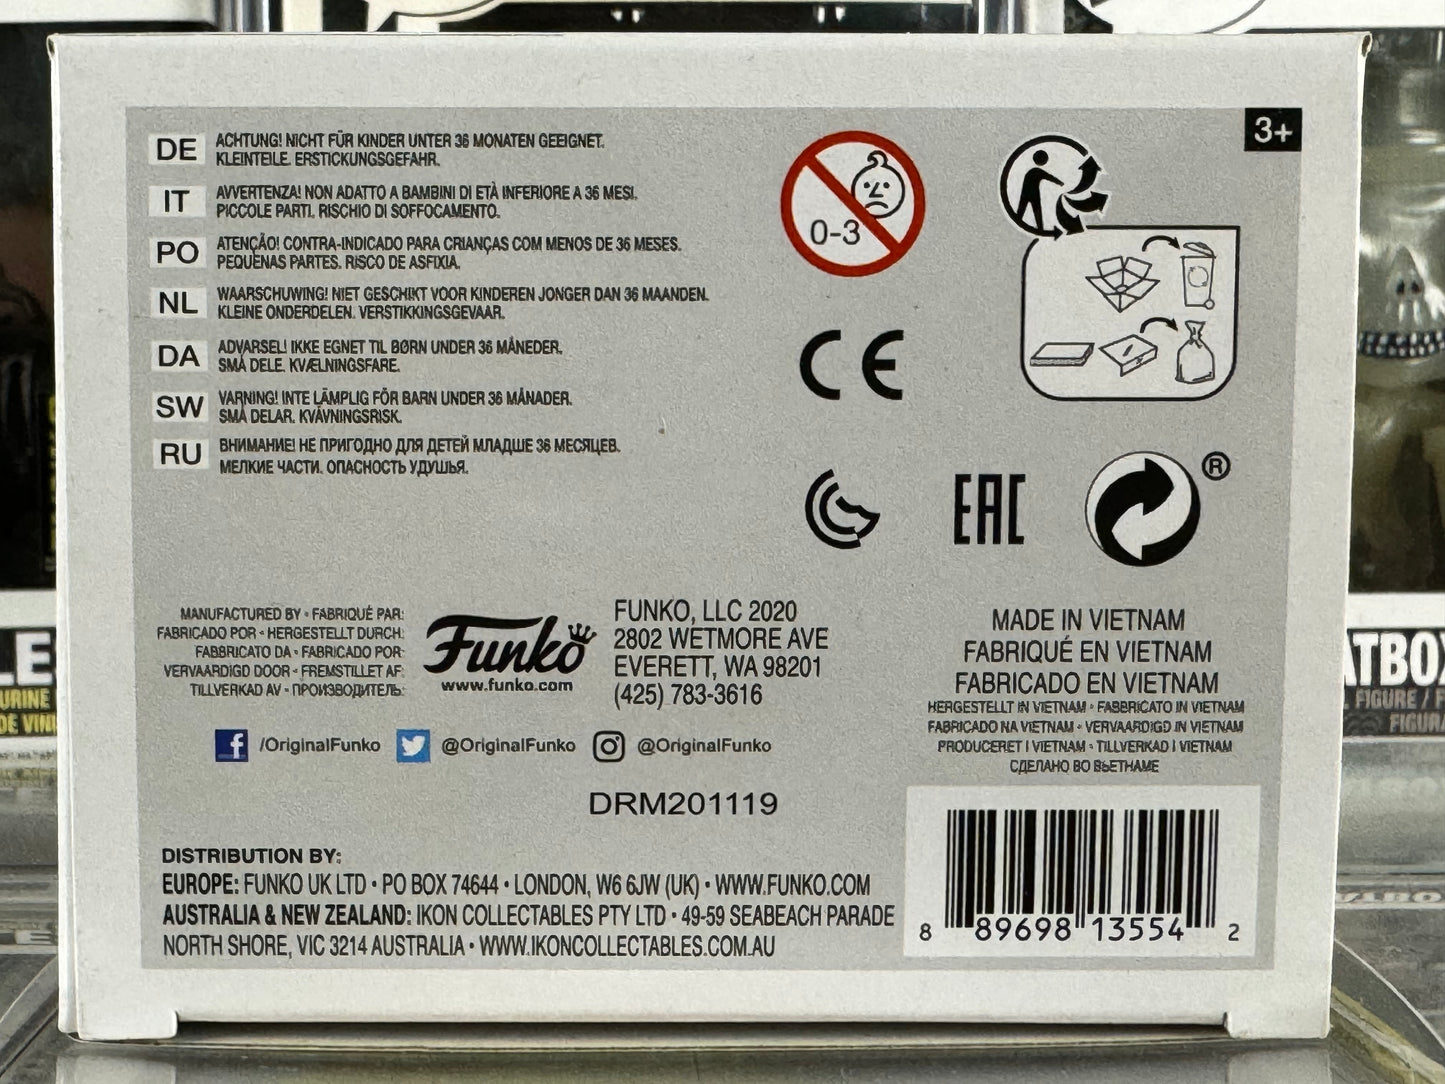 3+
DE ACHTUNG! NICHT FÜR KINDER UNTER 36 MONATEN GEEIGNET.
KLEINTEILE. ERSTICKUNGSGEFAHR.
IT AVVERTENZA! NON ADATTO A BAMBINI DI ETÀ INFERIORE A 36 MESI.
PICCOLE PARTI. RISCHIO DI SOFFOCAMENTO.
PO ATENÇÃO! CONTRA-INDICADO PARA CRIANÇAS COM MENOS DE 36 MESES.
PEQUENAS PARTES. RISCO DE ASFIXIA.
NL WAARSCHUWING! NIET GESCHIKT VOOR KINDEREN JONGER DAN 36 MAANDEN.
KLEINE ONDERDELEN. VERSTIKKINGSGEVAAR.
DA ADVARSEL! IKKE EGNET TIL BØRN UNDER 36 MÅNEDER.
SMÅ DELE. KVÆLNINGSFARE.
SW VARNING! INTE LÄMPLIG FÖR BARN UNDER 36 MÅNADER.
SMÅ DELAR. KVÄVNINGSRISK.
RU ВНИМАНИЕ! НЕ ПРИГОДНО ДЛЯ ДЕТЕЙ МЛАДШЕ 36 МЕСЯЦЕВ.
МЕЛКИЕ ЧАСТИ. ОПАСНОСТЬ УДУШЬЯ.
0-3
CE
EAC
®
MANUFACTURED BY • FABRIQUÉ PAR:
FABRICADO POR • HERGESTELLT DURCH:
FABBRICATO DA • FABRICADO POR:
VERVAARDIGD DOOR • FREMSTILLET AF:
TILLVERKAD AV • ПРОИЗВОДИТЕЛЬ:
Funko
www.funko.com
FUNKO, LLC 2020
2802 WETMORE AVE
EVERETT, WA 98201
(425) 783-3616
MADE IN VIETNAM
FABRIQUÉ EN VIETNAM
FABRICADO EN VIETNAM
HERGESTELLT IN VIETNAM • FABBRICATO IN VIETNAM
FABRICADO NA VIETNAM • VERVAARDIGD IN VIETNAM
PRODUCERET I VIETNAM • TILLVERKAD I VIETNAM
СДЕЛАНО ВО ВЬЕТНАМЕ
/OriginalFunko @OriginalFunko @OriginalFunko
DRM201119
DISTRIBUTION BY:
EUROPE: FUNKO UK LTD • PO BOX 74644 • LONDON, W6 6JW (UK) • WWW.FUNKO.COM
AUSTRALIA & NEW ZEALAND: IKON COLLECTABLES PTY LTD • 49-59 SEABEACH PARADE
NORTH SHORE, VIC 3214 AUSTRALIA • WWW.IKONCOLLECTABLES.COM.AU
8 89698 13554 2